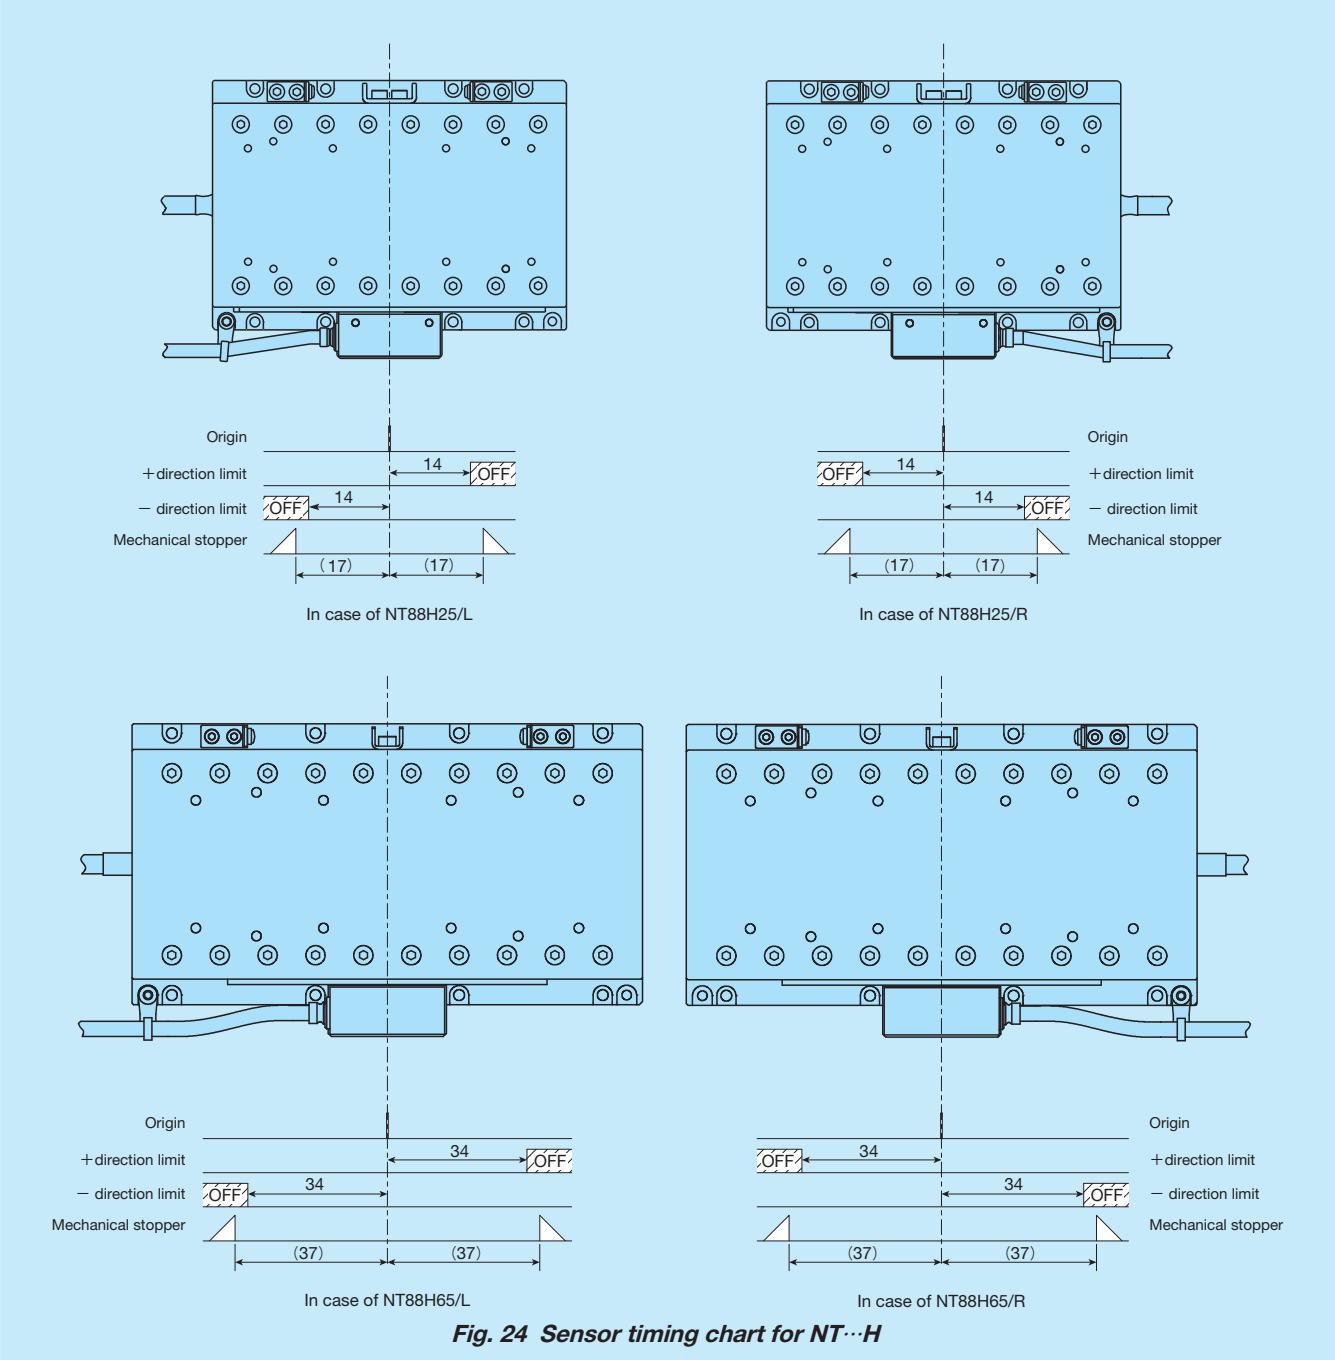 Origin
+direction limit
14
OFF
− direction limit
OFF
14
Mechanical stopper
(17)
(17)
In case of NT88H25/L
Origin
OFF
14
+direction limit
14
OFF
− direction limit
Mechanical stopper
(17)
(17)
In case of NT88H25/R
Origin
+direction limit
34
OFF
− direction limit
OFF
34
Mechanical stopper
(37)
(37)
In case of NT88H65/L
Origin
OFF
34
+direction limit
34
OFF
− direction limit
Mechanical stopper
(37)
(37)
In case of NT88H65/R
Fig. 24 Sensor timing chart for NT···H